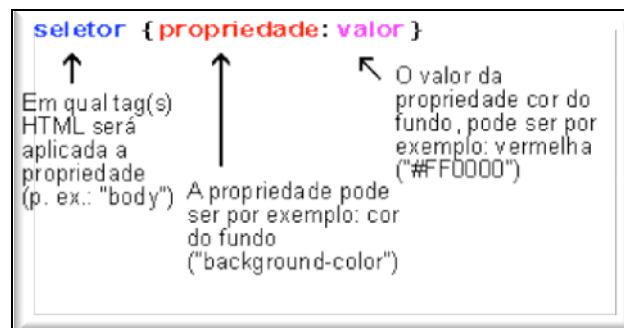 seletor {propriedade: valor}
Em qual tag(s)
HTML será
aplicada a
propriedade
(p. ex.: "body")
A propriedade pode
ser por exemplo: cor
do fundo
("background-color")
O valor da
propriedade cor do
fundo, pode ser por
exemplo: vermelha
("#FF0000")